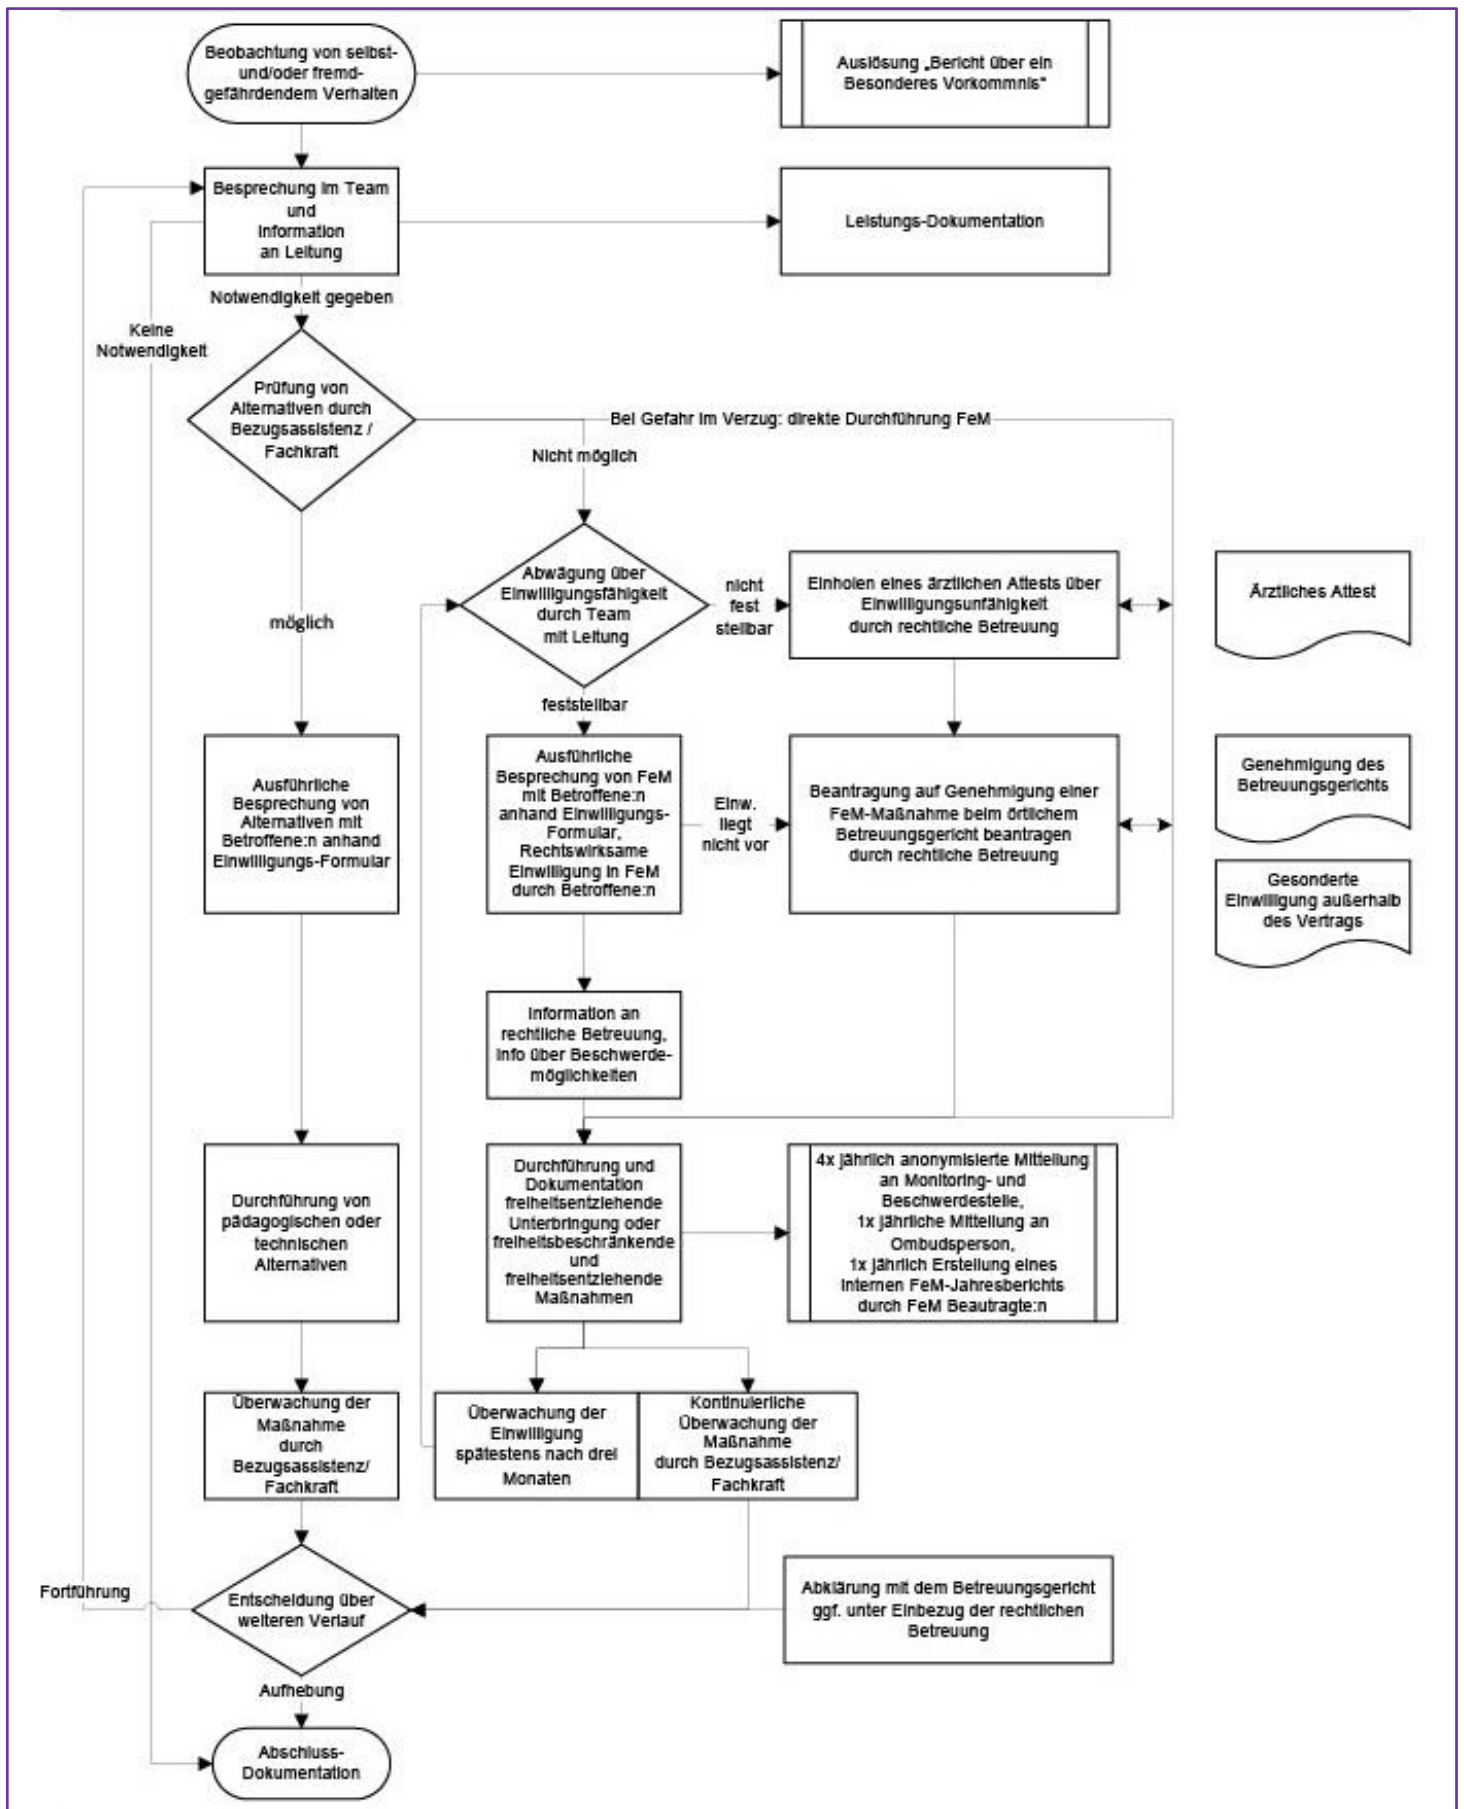 Beobachtung von selbst-
und/oder fremd-
gefährdendem Verhalten
Auslösung „Bericht über ein
Besonderes Vorkommnis“
Besprechung im Team
und
Information
an Leitung
Leistungs-Dokumentation
Notwendigkeit gegeben
Keine
Notwendigkeit
Prüfung von
Alternativen durch
Bezugsassistenz /
Fachkraft
Bei Gefahr im Verzug: direkte Durchführung FeM
Nicht möglich
möglich
Abwägung über
Einwilligungsfähigkeit
durch Team
mit Leitung
nicht
fest
stellbar
Einholen eines ärztlichen Attests über
Einwilligungsunfähigkeit
durch rechtliche Betreuung
Ärztliches Attest
feststellbar
Ausführliche
Besprechung von
Alternativen mit
Betroffene:n anhand
Einwilligungs-Formular
Ausführliche
Besprechung von FeM
mit Betroffene:n
anhand Einwilligungs-
Formular,
Rechtswirksame
Einwilligung in FeM
durch Betroffene:n
Einw.
liegt
nicht vor
Beantragung auf Genehmigung einer
FeM-Maßnahme beim örtlichem
Betreuungsgericht beantragen
durch rechtliche Betreuung
Genehmigung des
Betreuungsgerichts
Gesonderte
Einwilligung außerhalb
des Vertrags
Information an
rechtliche Betreuung,
Info über Beschwerde-
möglichkeiten
Durchführung von
pädagogischen oder
technischen
Alternativen
Durchführung und
Dokumentation
freiheitsentziehende
Unterbringung oder
freiheitsbeschränkende
und
freiheitsentziehende
Maßnahmen
4x jährlich anonymisierte Mitteilung
an Monitoring- und
Beschwerdestelle,
1x jährliche Mitteilung an
Ombudsperson,
1x jährlich Erstellung eines
internen FeM-Jahresberichts
durch FeM Beautragte:n
Überwachung der
Maßnahme
durch
Bezugsassistenz/
Fachkraft
Überwachung der
Einwilligung
spätestens nach drei
Monaten
Kontinuierliche
Überwachung der
Maßnahme
durch Bezugsassistenz/
Fachkraft
Fortführung
Entscheidung über
weiteren Verlauf
Abklärung mit dem Betreuungsgericht
ggf. unter Einbezug der rechtlichen
Betreuung
Aufhebung
Abschluss-
Dokumentation